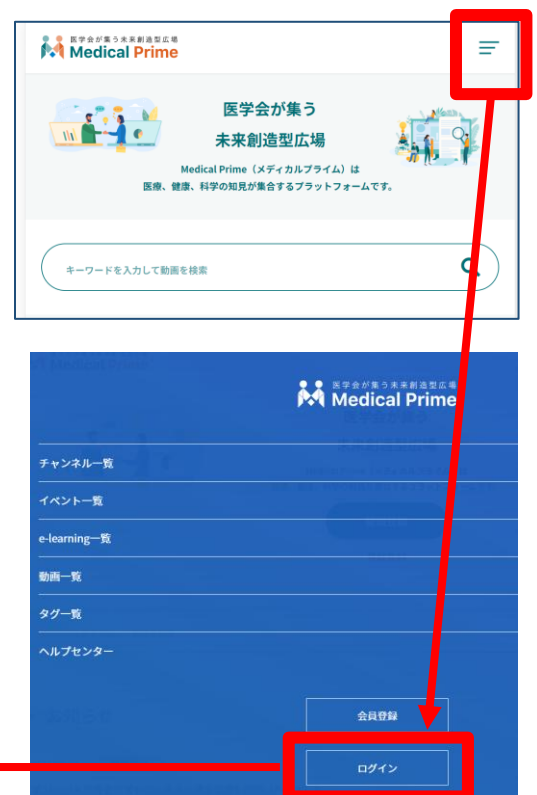 医学会が集う未来創造型広場
Medical Prime
医学会が集う
未来創造型広場
Medical Prime（メディカルプライム）は
医療、健康、科学の知見が集合するプラットフォームです。
キーワードを入力して動画を検索
医学会が集う未来創造型広場
Medical Prime
チャンネル一覧
イベント一覧
e-learning一覧
動画一覧
タグ一覧
ヘルプセンター
会員登録
ログイン